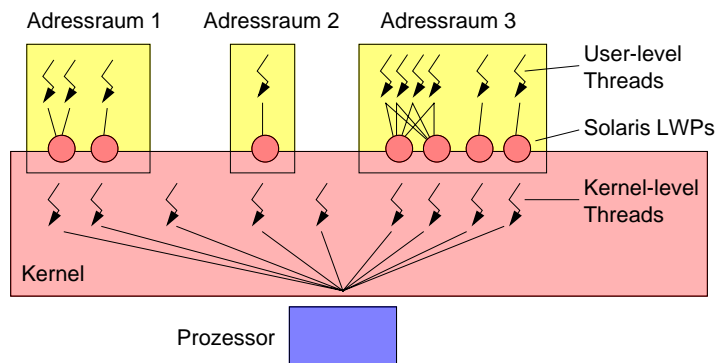 Adressraum 1
Adressraum 2
Adressraum 3
User-level
Threads
Solaris LWPs
Kernel-level
Threads
Kernel
Prozessor